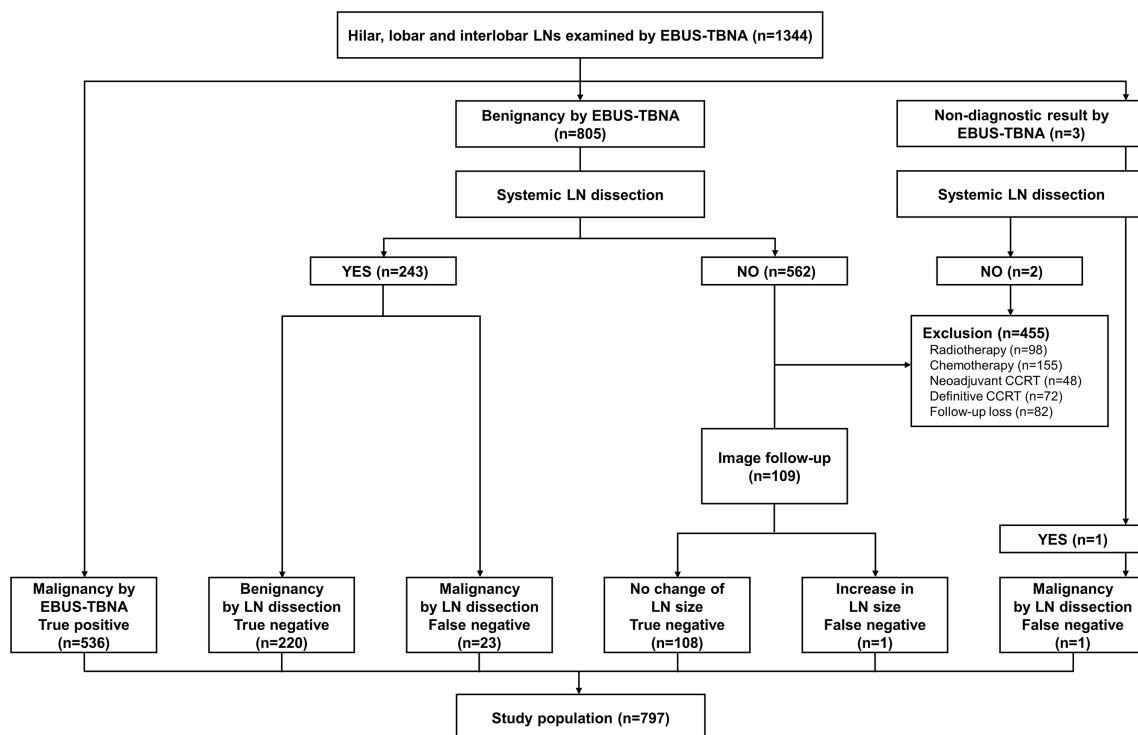 Hilar, lobar and interlobar LNs examined by EBUS-TBNA (n=1344)
Benignancy by EBUS-TBNA
(n=805)
Non-diagnostic result by
EBUS-TBNA (n=3)
Systemic LN dissection
Systemic LN dissection
YES (n=243)
NO (n=562)
NO (n=2)
Exclusion (n=455)
Radiotherapy (n=98)
Chemotherapy (n=155)
Neoadjuvant CCRT (n=48)
Definitive CCRT (n=72)
Follow-up loss (n=82)
Image follow-up
(n=109)
YES (n=1)
Malignancy by
EBUS-TBNA
True positive
(n=536)
Benignancy
by LN dissection
True negative
(n=220)
Malignancy
by LN dissection
False negative
(n=23)
No change of
LN size
True negative
(n=108)
Increase in
LN size
False negative
(n=1)
Malignancy
by LN dissection
False negative
(n=1)
Study population (n=797)